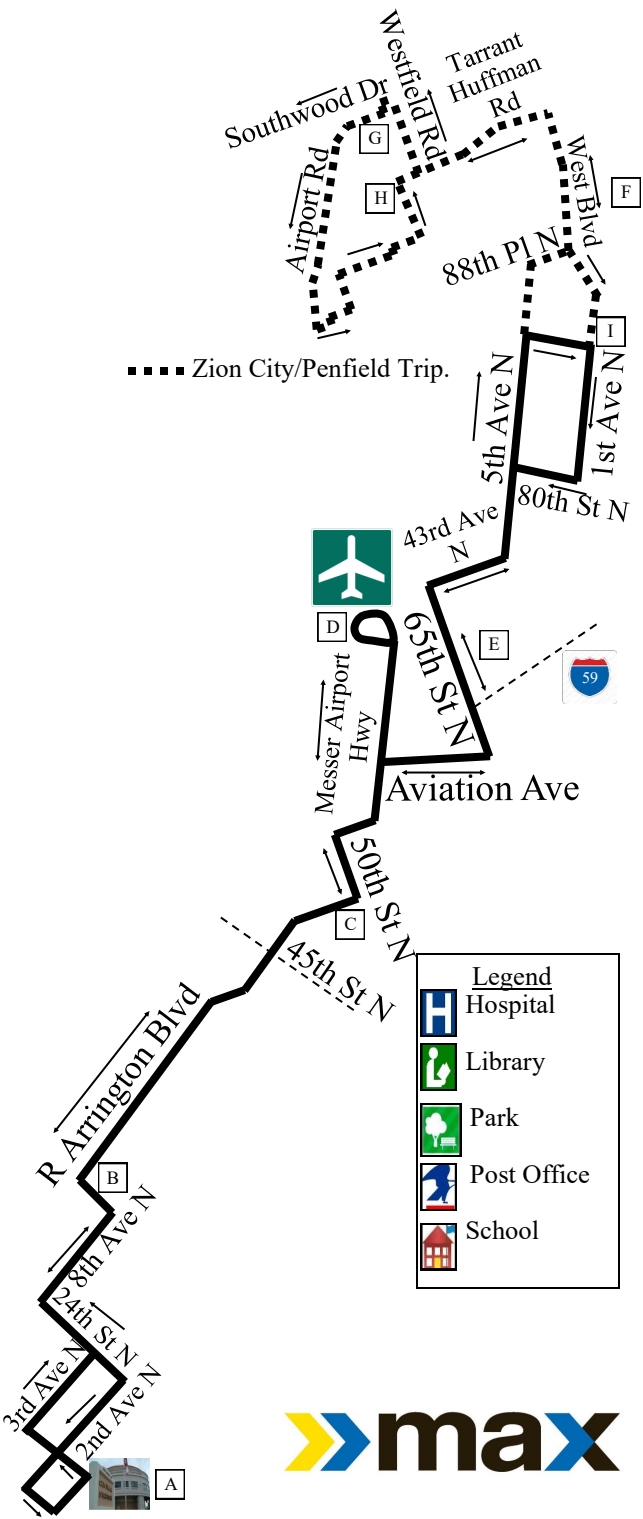 Tarrant
Huffman
Rd
Westfield Rd
Southwood Dr
G
West Blvd
F
H
Airport Rd
88th Pl N
I
Zion City/Penfield Trip.
5th Ave N
1st Ave N
80th St N
43rd Ave
N
D
65th St N
E
59
Messer Airport
Hwy
Aviation Ave
50th St N
C
45th St N
Legend
Hospital
Library
Park
Post Office
School
R Arrington Blvd
B
8th Ave N
24th St N
3rd Ave N
2nd Ave N
A
max